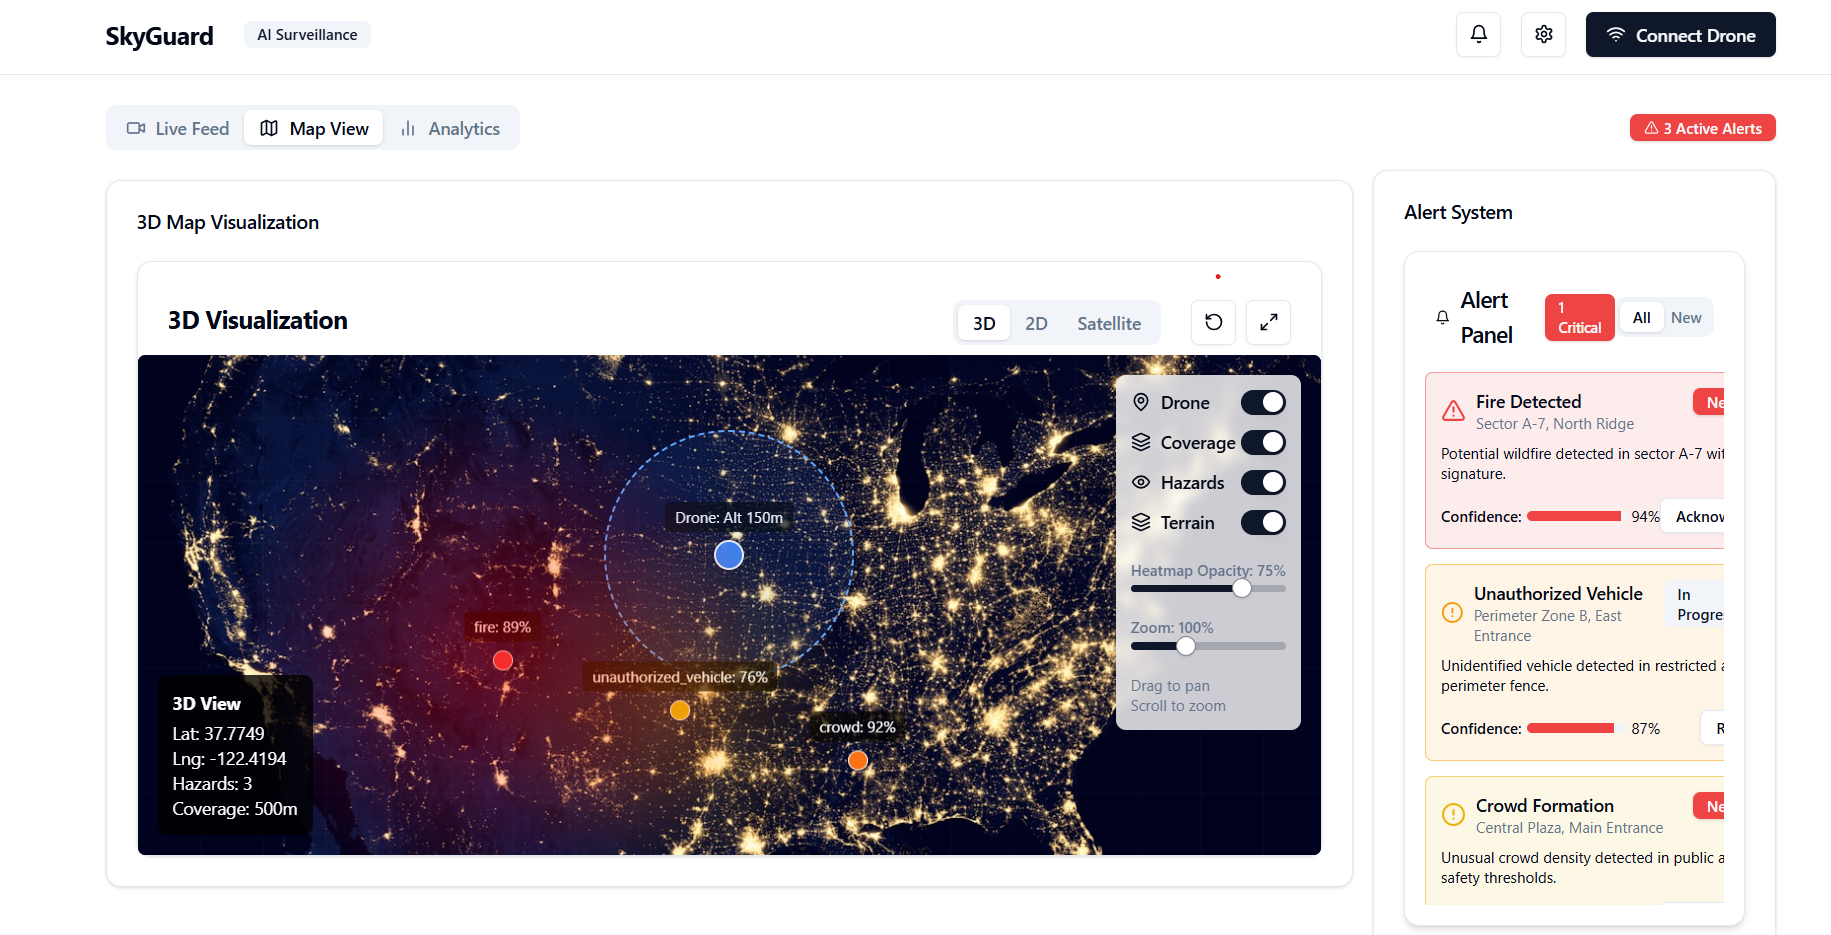 SkyGuard
AI Surveillance
Connect Drone
Live Feed
Map View
Analytics
3 Active Alerts
3D Map Visualization
3D Visualization
3D
2D
Satellite
Drone
Coverage
Hazards
Terrain
Heatmap Opacity: 75%
Zoom: 100%
Drag to pan
Scroll to zoom
Drone: Alt 150m
fire: 89%
unauthorized_vehicle: 76%
crowd: 92%
3D View
Lat: 37.7749
Lng: -122.4194
Hazards: 3
Coverage: 500m
Alert System
Alert
Panel
1
Critical
All
New
Fire Detected
Ne
Sector A-7, North Ridge
Potential wildfire detected in sector A-7 wit
signature.
Confidence:
94%
Acknow
Unauthorized Vehicle
In
Progres
Perimeter Zone B, East
Entrance
Unidentified vehicle detected in restricted a
perimeter fence.
Confidence:
87%
R
Crowd Formation
Ne
Central Plaza, Main Entrance
Unusual crowd density detected in public a
safety thresholds.